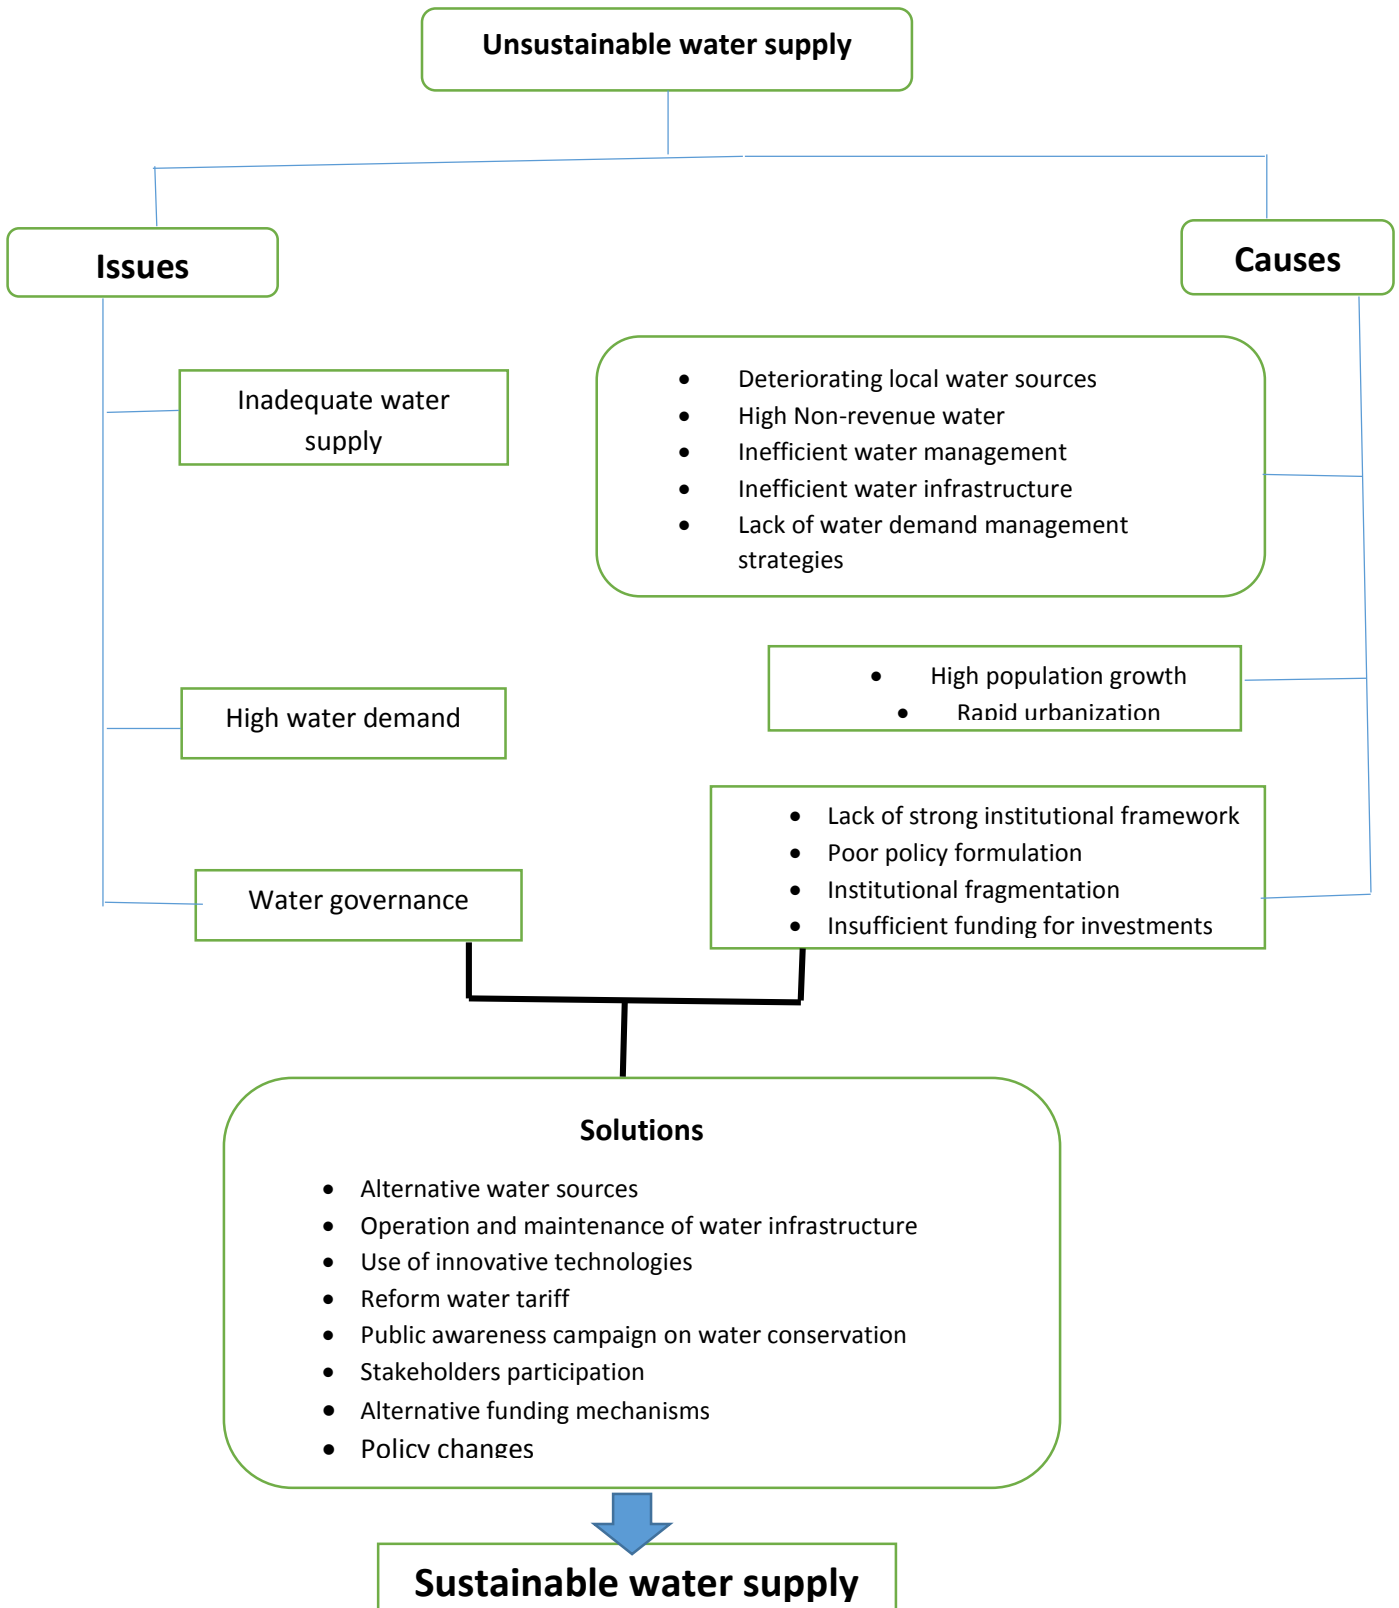 Unsustainable water supply
Issues
Causes
Inadequate water
supply
• Deteriorating local water sources
• High Non-revenue water
• Inefficient water management
• Inefficient water infrastructure
• Lack of water demand management
strategies
High water demand
• High population growth
• Rapid urbanization
Water governance
• Lack of strong institutional framework
• Poor policy formulation
• Institutional fragmentation
• Insufficient funding for investments
Solutions
• Alternative water sources
• Operation and maintenance of water infrastructure
• Use of innovative technologies
• Reform water tariff
• Public awareness campaign on water conservation
• Stakeholders participation
• Alternative funding mechanisms
• Policy changes
Sustainable water supply